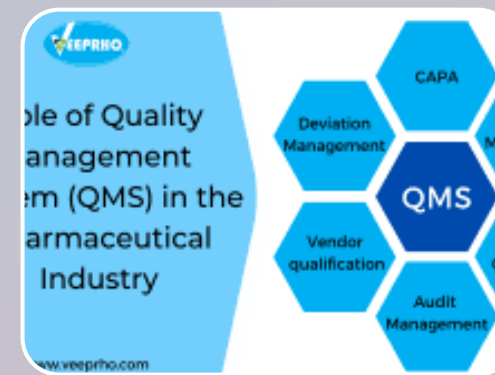 VEEPRHO
ole of Quality
anagement
em (QMS) in the
armaceutical
Industry
www.veeprho.com
CAPA
Deviation
Management
QMS
Vendor
qualification
Audit
Management